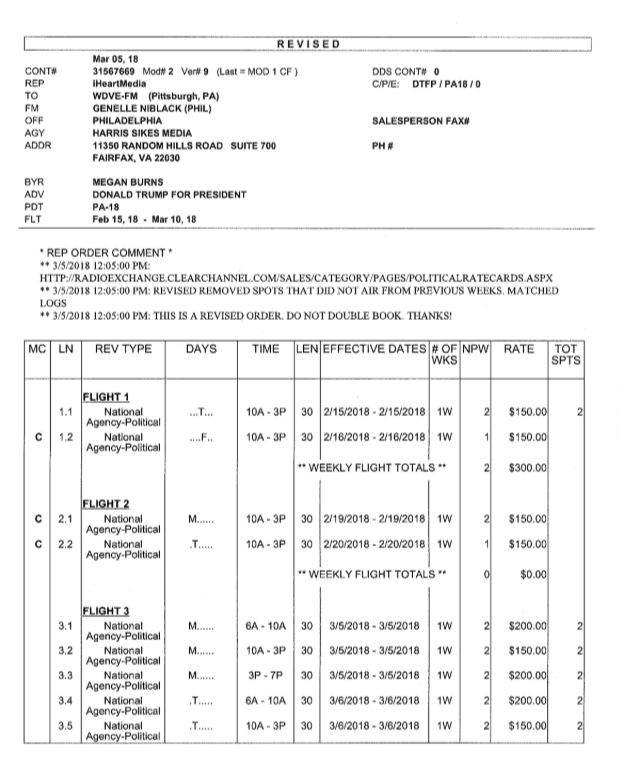 REVISED
Mar 05, 18
CONT# 31567669 Mod# 2 Ver# 9 (Last = MOD 1 CF ) DDS CONT# 0
REP iHeartMedia C/P/E: DTFP / PA18 / 0
TO WDVE-FM (Pittsburgh, PA)
FM GENELLE NIBLACK (PHIL)
OFF PHILADELPHIA SALESPERSON FAX#
AGY HARRIS SIKES MEDIA
ADDR 11350 RANDOM HILLS ROAD SUITE 700 PH #
FAIRFAX, VA 22030
BYR MEGAN BURNS
ADV DONALD TRUMP FOR PRESIDENT
PDT PA-18
FLT Feb 15, 18 - Mar 10, 18
* REP ORDER COMMENT *
** 3/5/2018 12:05:00 PM:
HTTP://RADIOEXCHANGE.CLEARCHANNEL.COM/SALES/CATEGORY/PAGES/POLITICALRATECARDS.ASPX
** 3/5/2018 12:05:00 PM: REVISED REMOVED SPOTS THAT DID NOT AIR FROM PREVIOUS WEEKS. MATCHED
LOGS
** 3/5/2018 12:05:00 PM: THIS IS A REVISED ORDER. DO NOT DOUBLE BOOK. THANKS!
MC LN REV TYPE DAYS TIME LEN EFFECTIVE DATES # OF NPW RATE TOT
WKS SPTS
FLIGHT 1
1.1 National ...T... 10A - 3P 30 2/15/2018 - 2/15/2018 1W 2 $150.00 2
Agency-Political
C 1.2 National ....F.. 10A - 3P 30 2/16/2018 - 2/16/2018 1W 1 $150.00
Agency-Political
** WEEKLY FLIGHT TOTALS ** 2 $300.00
FLIGHT 2
C 2.1 National M...... 10A - 3P 30 2/19/2018 - 2/19/2018 1W 2 $150.00
Agency-Political
C 2.2 National .T..... 10A - 3P 30 2/20/2018 - 2/20/2018 1W 1 $150.00
Agency-Political
** WEEKLY FLIGHT TOTALS ** 0 $0.00
FLIGHT 3
3.1 National M...... 6A - 10A 30 3/5/2018 - 3/5/2018 1W 2 $200.00 2
Agency-Political
3.2 National M...... 10A - 3P 30 3/5/2018 - 3/5/2018 1W 2 $150.00 2
Agency-Political
3.3 National M...... 3P - 7P 30 3/5/2018 - 3/5/2018 1W 2 $200.00 2
Agency-Political
3.4 National .T..... 6A - 10A 30 3/6/2018 - 3/6/2018 1W 2 $200.00 2
Agency-Political
3.5 National .T..... 10A - 3P 30 3/6/2018 - 3/6/2018 1W 2 $150.00 2
Agency-Political